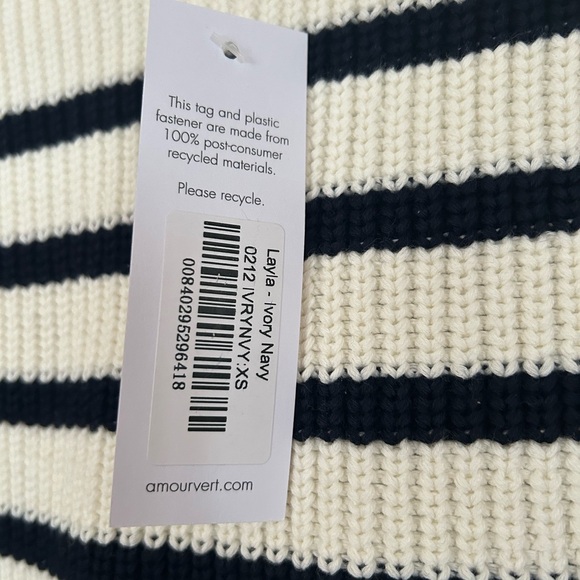 This tag and plastic
fastener are made from
100% post-consumer
recycled materials.
Please recycle.
Layla - Ivory Navy
0212 IVRYNVY:XS
00840295296418
amourvert.com